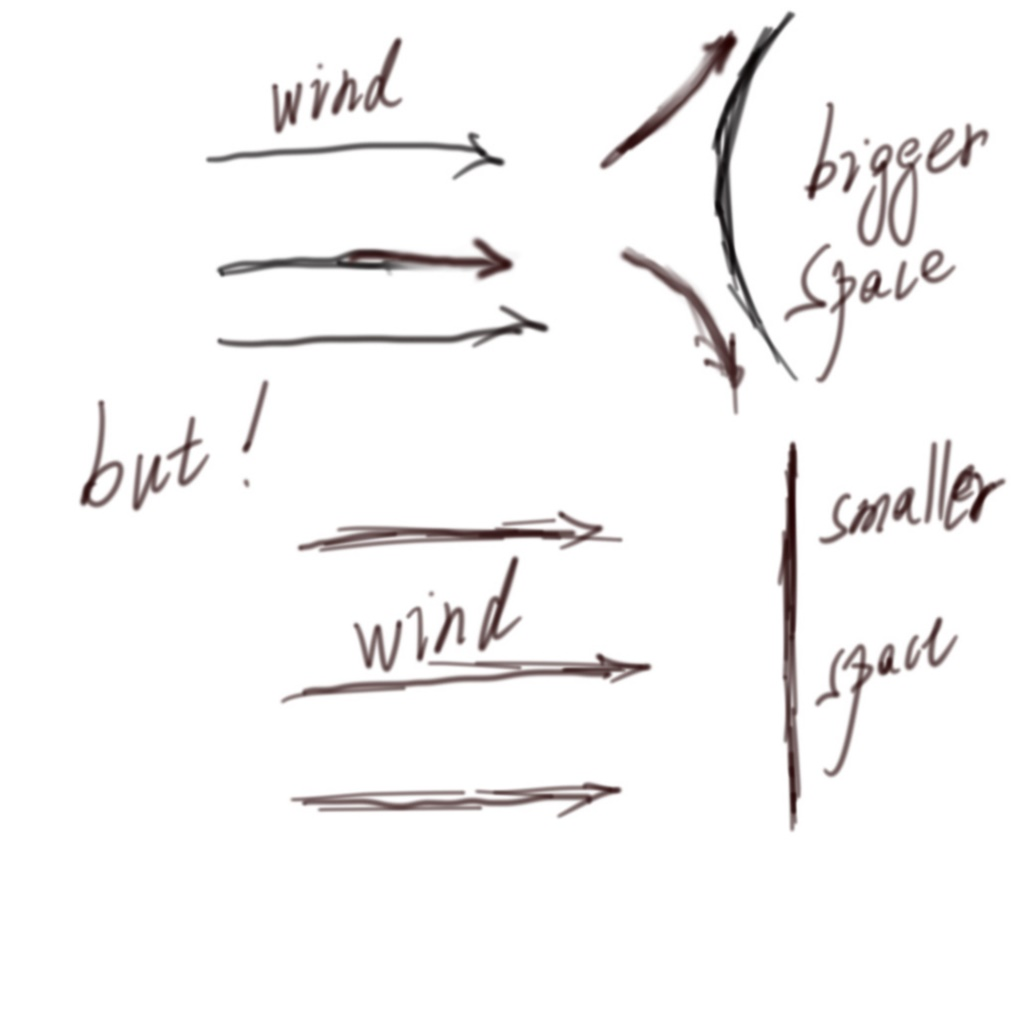 wind
bigger
space
but!
smaller
wind
space